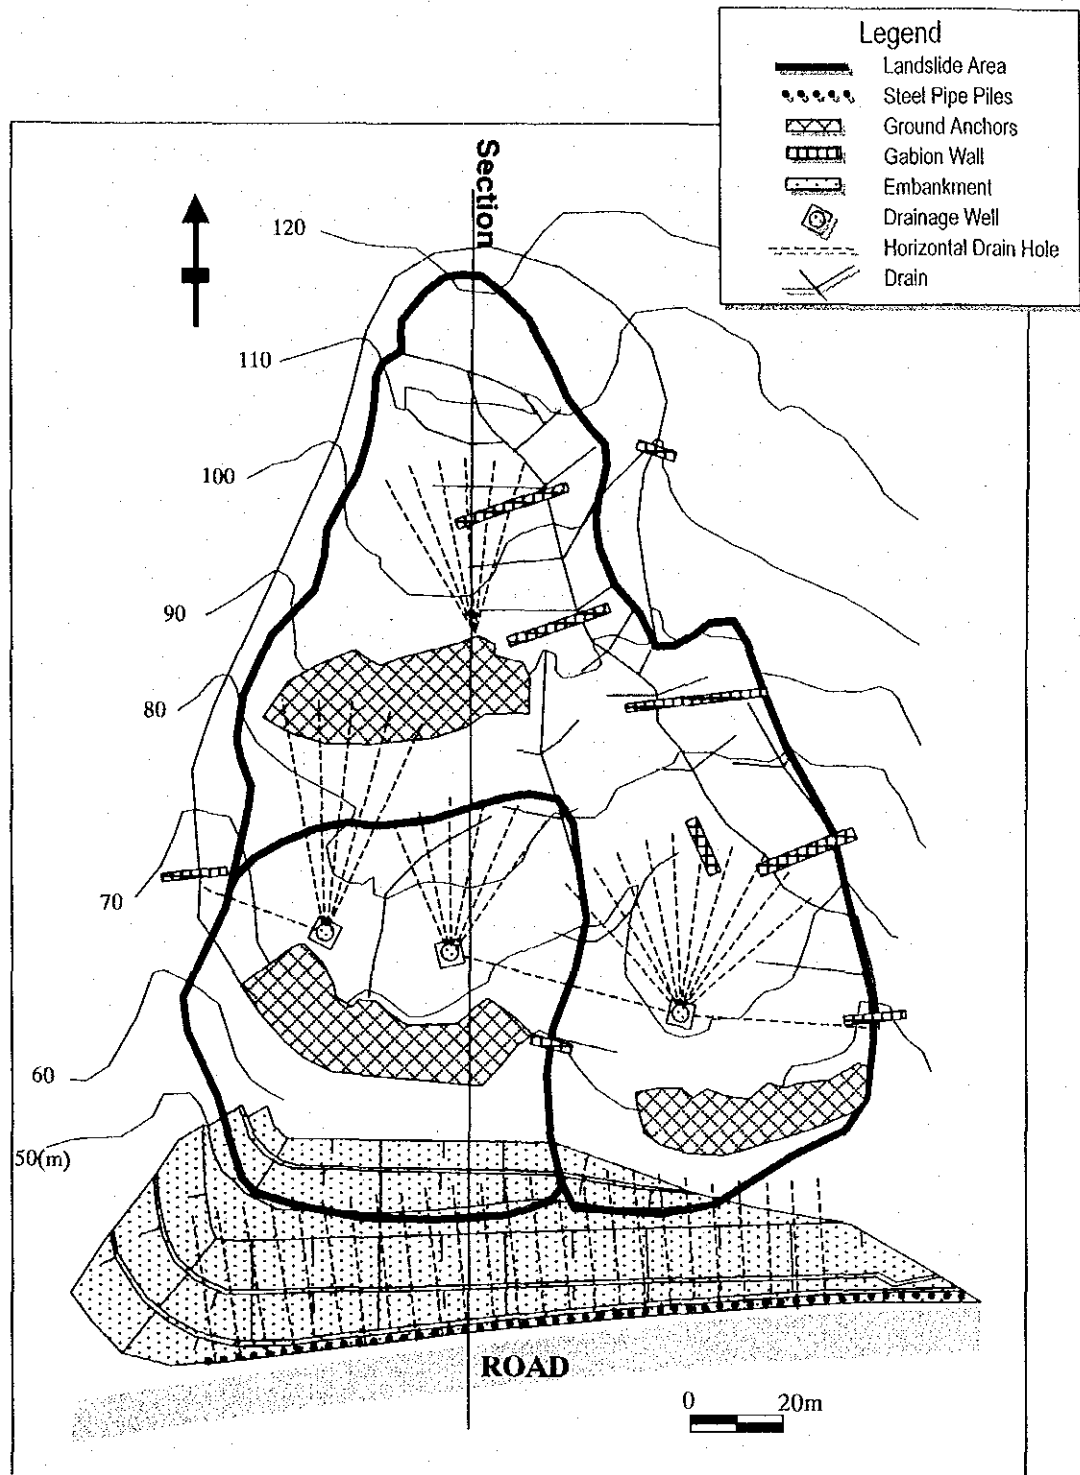 Legend
Landslide Area
Steel Pipe Piles
Ground Anchors
Gabion Wall
Embankment
Drainage Well
Horizontal Drain Hole
Drain
Section
120
110
100
90
80
70
60
50(m)
ROAD
0 20m